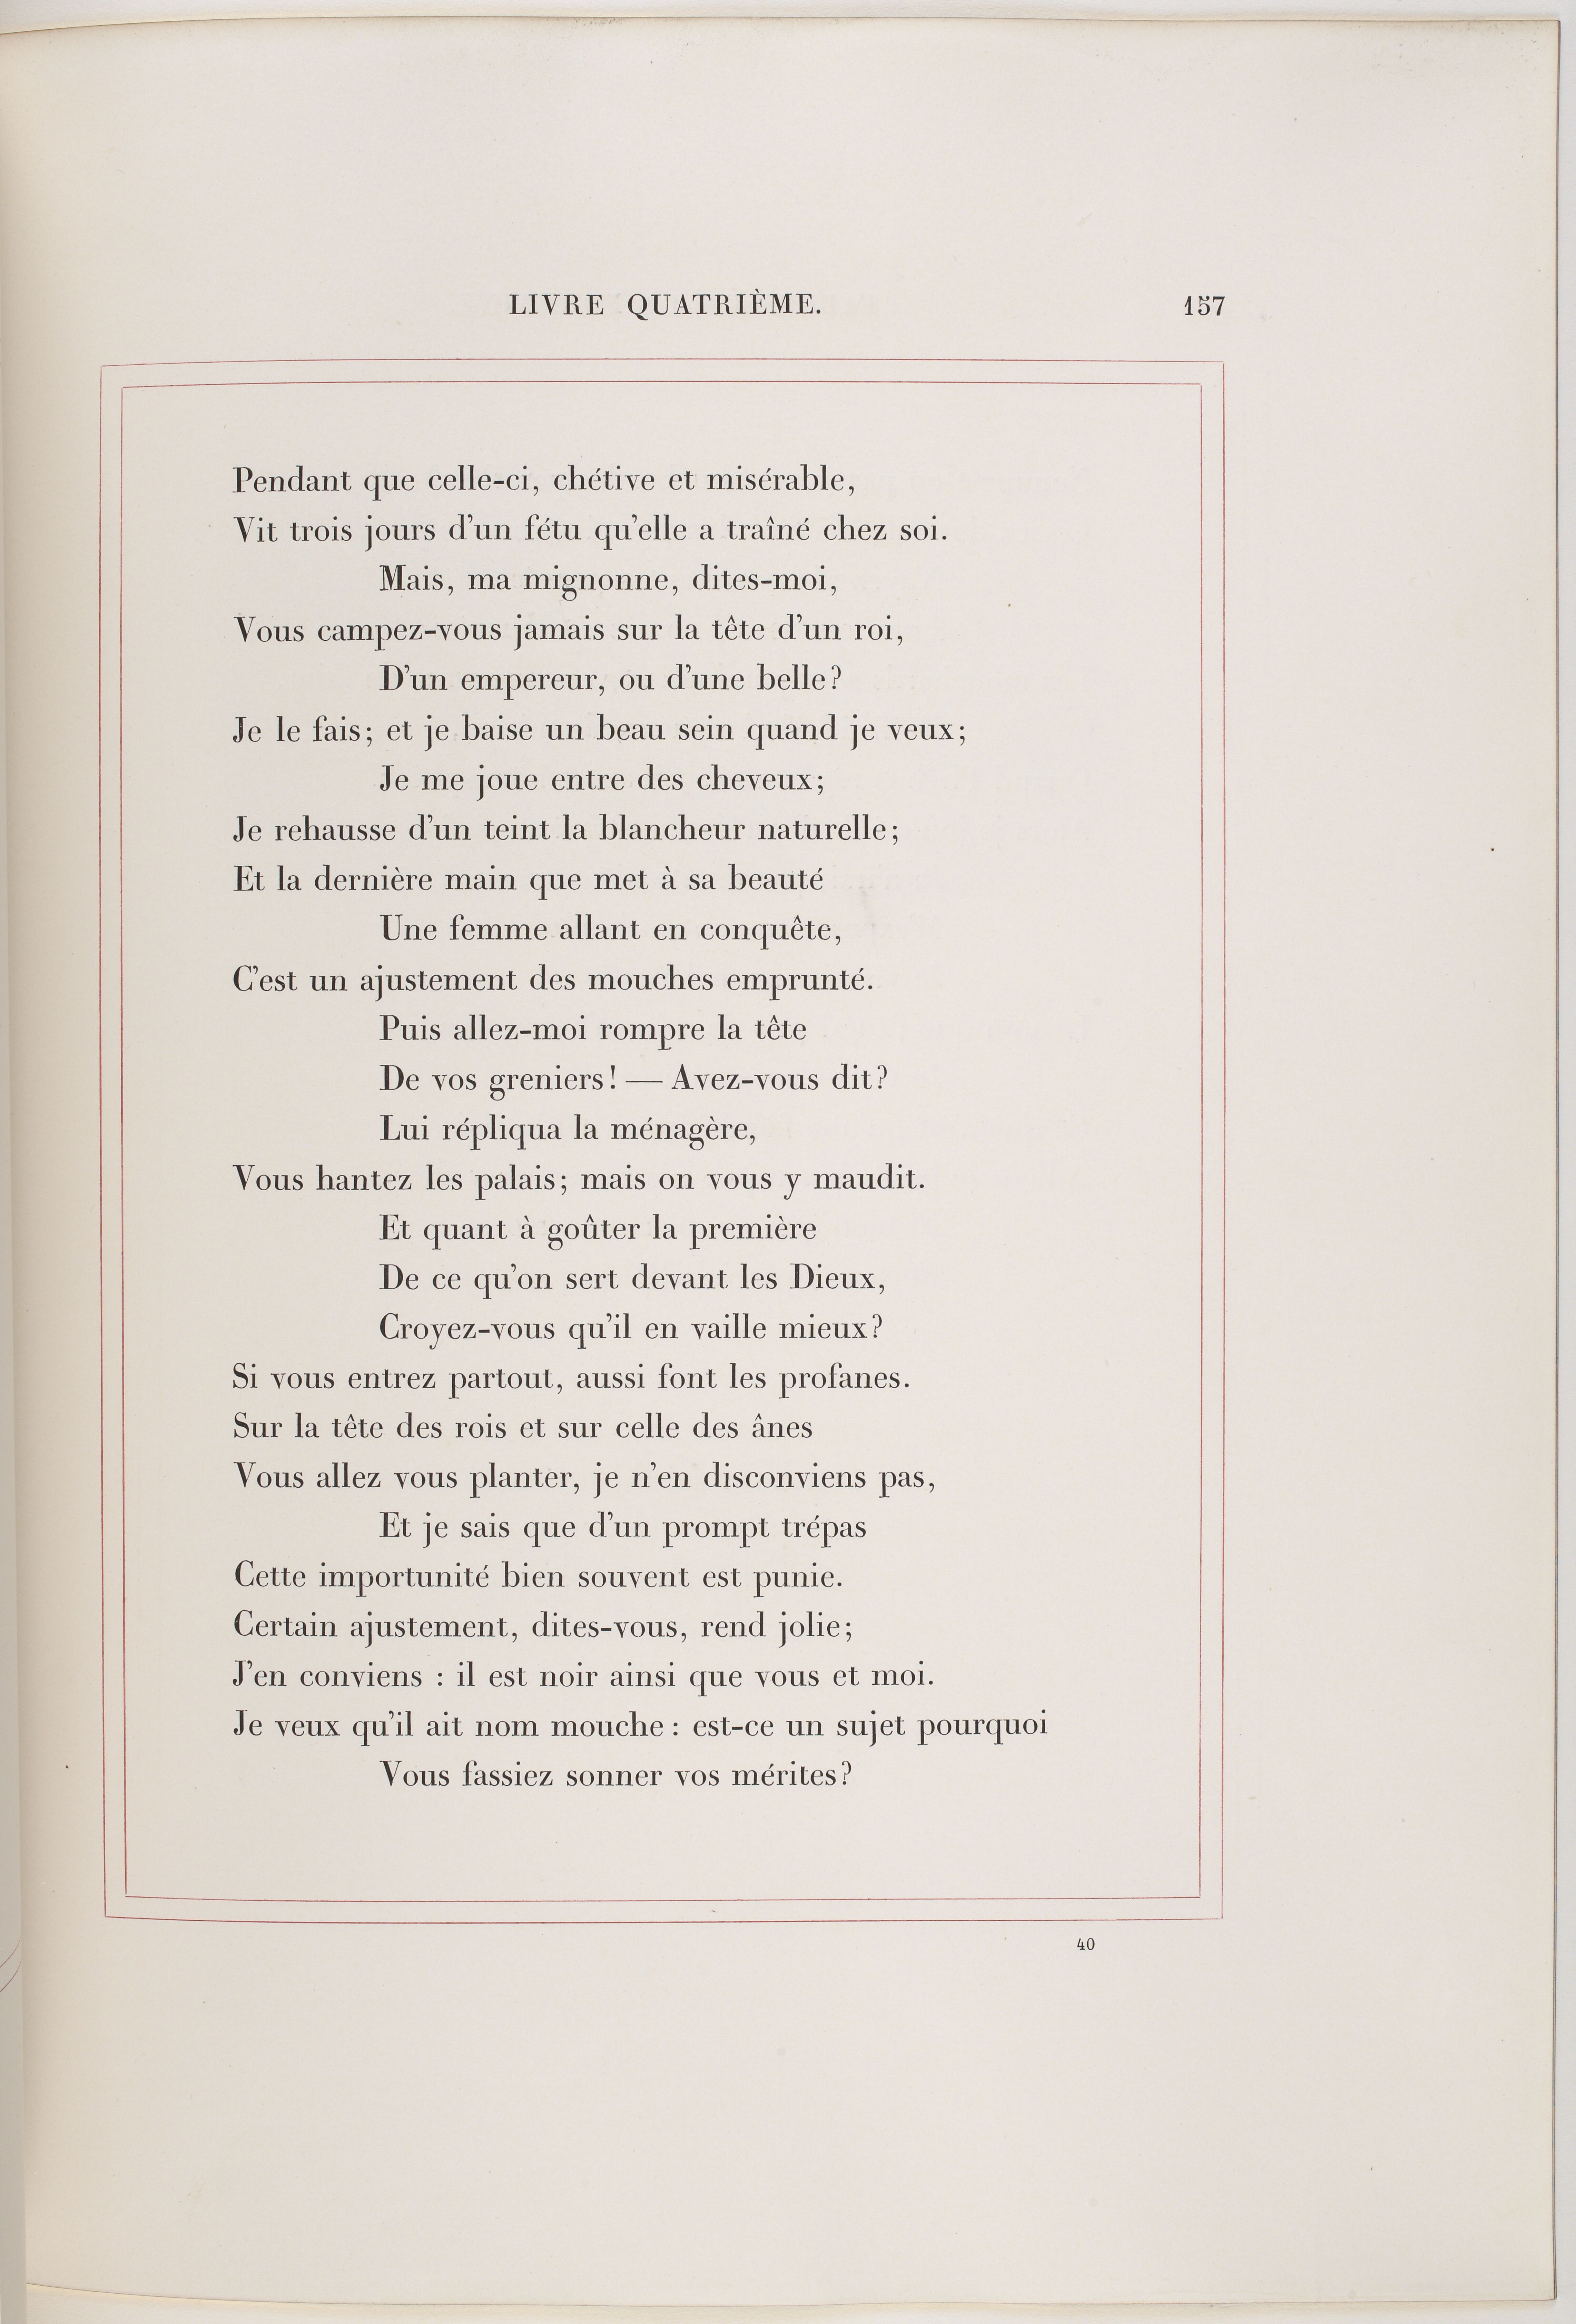 LIVRE QUATRIÈME. 157
Pendant que celle-ci, chétive et misérable,
Vit trois jours d'un fétu qu'elle a traîné chez soi.
Mais, ma mignonne, dites-moi,
Vous campez-vous jamais sur la tête d'un roi,
D'un empereur, ou d'une belle?
Je le fais; et je baise un beau sein quand je veux;
Je me joue entre des cheveux;
Je rehausse d'un teint la blancheur naturelle;
Et la dernière main que met à sa beauté
Une femme allant en conquête,
C'est un ajustement des mouches emprunté.
Puis allez-moi rompre la tête
De vos greniers! — Avez-vous dit?
Lui répliqua la ménagère,
Vous hantez les palais; mais on vous y maudit.
Et quant à goûter la première
De ce qu'on sert devant les Dieux,
Croyez-vous qu'il en vaille mieux?
Si vous entrez partout, aussi font les profanes.
Sur la tête des rois et sur celle des ânes
Vous allez vous planter, je n'en disconviens pas,
Et je sais que d'un prompt trépas
Cette importunité bien souvent est punie.
Certain ajustement, dites-vous, rend jolie;
J'en conviens : il est noir ainsi que vous et moi.
Je veux qu'il ait nom mouche : est-ce un sujet pourquoi
Vous fassiez sonner vos mérites?
40